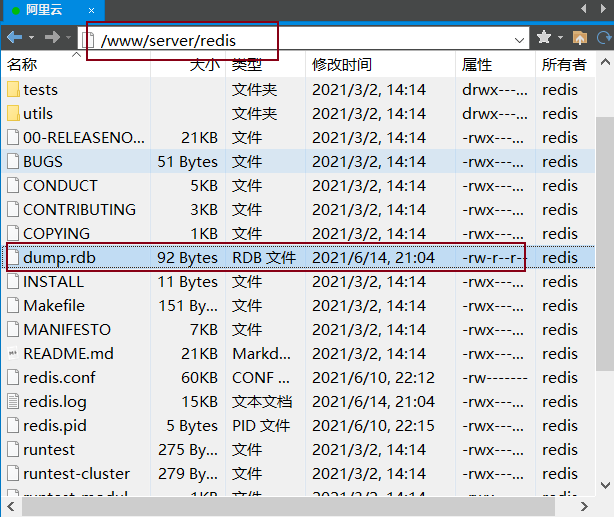 阿里云 ×
/www/server/redis
名称 大小 类型 修改时间 属性 所有者
tests 文件夹 2021/3/2, 14:14 drwx---... redis
utils 文件夹 2021/3/2, 14:14 drwx---... redis
00-RELEASENO... 21KB 文件 2021/3/2, 14:14 -rwx---... redis
BUGS 51 Bytes 文件 2021/3/2, 14:14 -rwx---... redis
CONDUCT 5KB 文件 2021/3/2, 14:14 -rwx---... redis
CONTRIBUTING 3KB 文件 2021/3/2, 14:14 -rwx---... redis
COPYING 1KB 文件 2021/3/2, 14:14 -rwx---... redis
dump.rdb 92 Bytes RDB 文件 2021/6/14, 21:04 -rw-r--r-- redis
INSTALL 11 Bytes 文件 2021/3/2, 14:14 -rwx---... redis
Makefile 151 By... 文件 2021/3/2, 14:14 -rwx---... redis
MANIFESTO 7KB 文件 2021/3/2, 14:14 -rwx---... redis
README.md 21KB Markd... 2021/3/2, 14:14 -rwx---... redis
redis.conf 60KB CONF ... 2021/6/10, 22:12 -rw------- redis
redis.log 15KB 文本文档 2021/6/14, 21:04 -rwx---... redis
redis.pid 5 Bytes PID 文件 2021/6/10, 22:15 -rwx---... redis
runtest 275 By... 文件 2021/3/2, 14:14 -rwx---... redis
runtest-cluster 279 By... 文件 2021/3/2, 14:14 -rwx---... redis
runtest-modul... 1KB 文件 2021/3/2, 14:14 -rwx---... redis